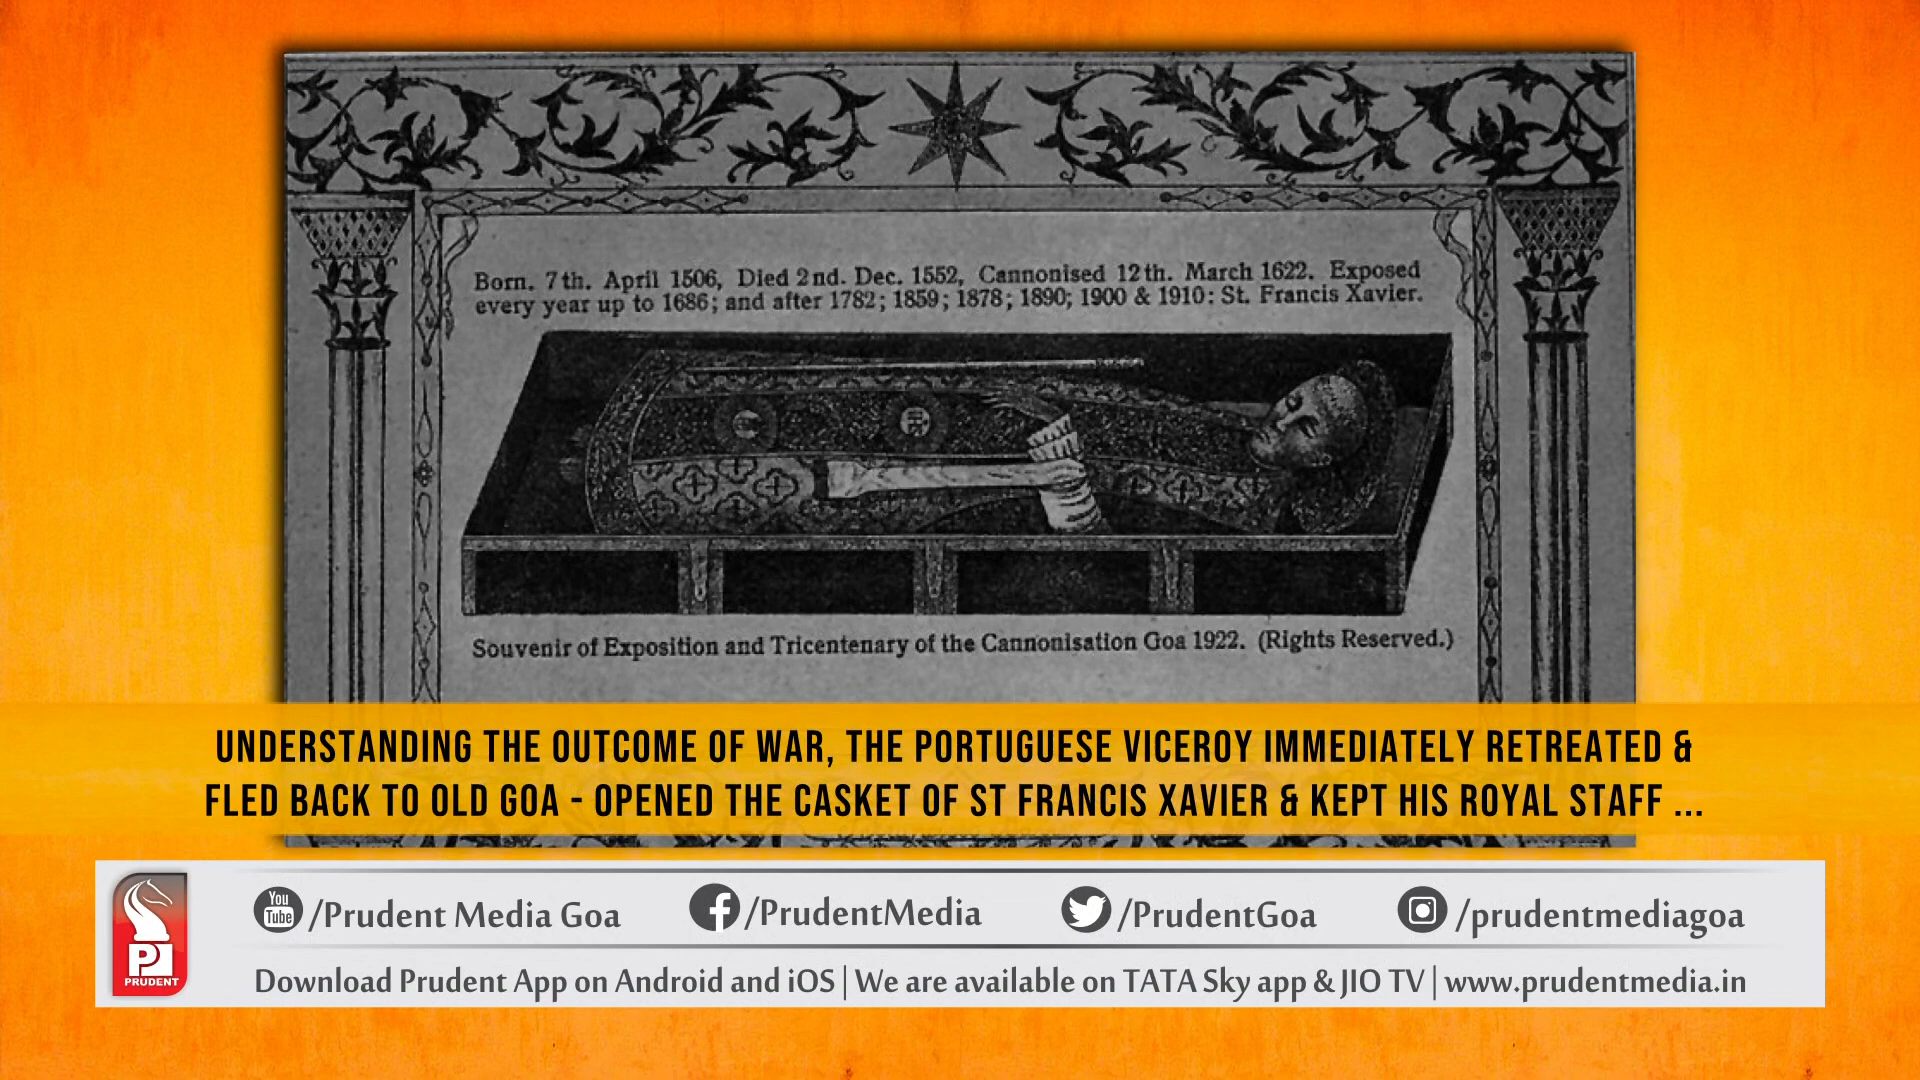 Born. 7th. April 1506, Died 2nd. Dec. 1552, Cannonised 12th. March 1622. Exposed
every year up to 1686; and after 1782; 1859; 1878; 1890; 1900 & 1910: St. Francis Xavier.
Souvenir of Exposition and Tricentenary of the Cannonisation Goa 1922. (Rights Reserved.)
UNDERSTANDING THE OUTCOME OF WAR, THE PORTUGUESE VICEROY IMMEDIATELY RETREATED &
FLED BACK TO OLD GOA - OPENED THE CASKET OF ST FRANCIS XAVIER & KEPT HIS ROYAL STAFF ...
You
Tube /Prudent Media Goa /PrudentMedia /PrudentGoa /prudentmediagoa
PRUDENT
Download Prudent App on Android and iOS | We are available on TATA Sky app & JIO TV | www.prudentmedia.in